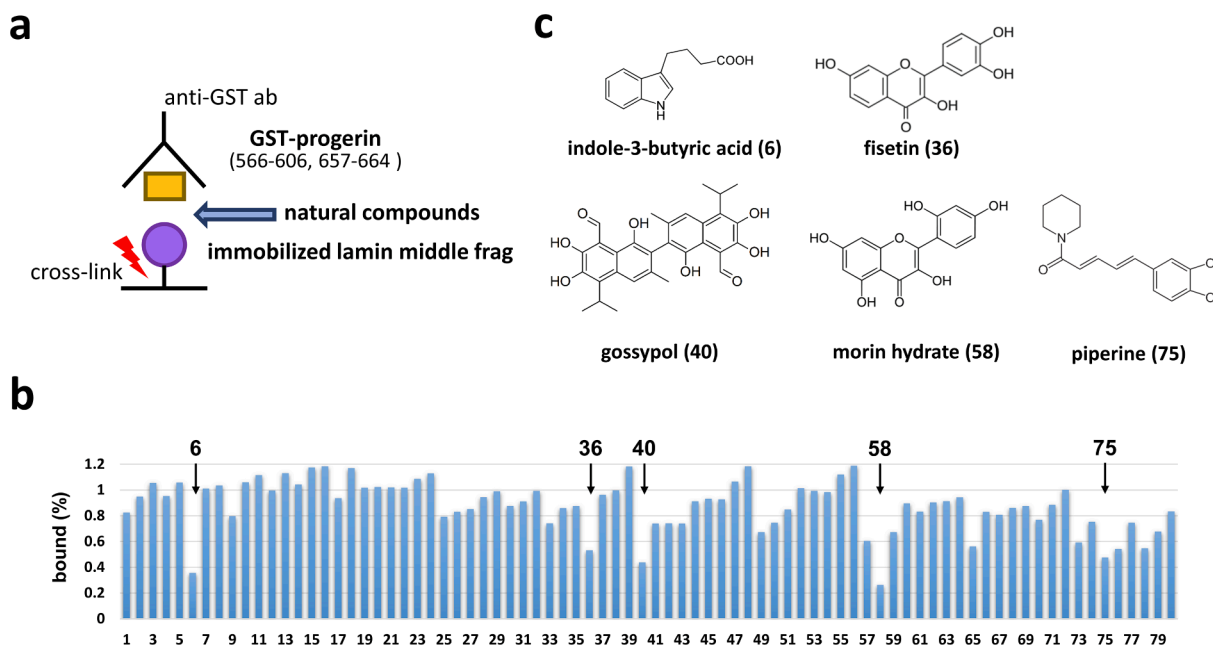 a
anti-GST ab
GST-progerin
(566-606, 657-664 )
natural compounds
immobilized lamin middle frag
cross-link
c
COOH
N
H
indole-3-butyric acid (6)
OH
HO
O
OH
OH
O
fisetin (36)
O
OH
OH
HO
OH
HO
OH
OH
O
gossypol (40)
HO
OH
HO
O
OH
OH
O
morin hydrate (58)
N
O
piperine (75)
b
6 36 40 58 75
bound (%)
1.2
1
0.8
0.6
0.4
0.2
0
1 3 5 7 9 11 13 15 17 19 21 23 25 27 29 31 33 35 37 39 41 43 45 47 49 51 53 55 57 59 61 63 65 67 69 71 73 75 77 79